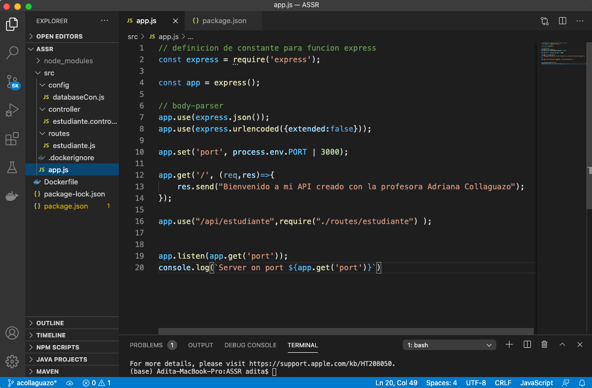 app.js — ASSR
EXPLORER
···
app.js
package.json
OPEN EDITORS
src > app.js > ...
ASSR
node_modules
src
config
databaseCon.js
controller
estudiante.contro...
routes
estudiante.js
.dockerignore
app.js
Dockerfile
package-lock.json
package.json 1
OUTLINE
TIMELINE
NPM SCRIPTS
JAVA PROJECTS
MAVEN
1 // definicion de constante para funcion express
2 const express = require('express');
3
4 const app = express();
5
6 // body-parser
7 app.use(express.json());
8 app.use(express.urlencoded({extended:false}));
9
10 app.set('port', process.env.PORT | 3000);
11
12 app.get('/', (req,res)=>{
13 res.send("Bienvenido a mi API creado con la profesora Adriana Collaguazo");
14 });
15
16 app.use("/api/estudiante",require("./routes/estudiante") );
17
18
19 app.listen(app.get('port'));
20 console.log(`Server on port ${app.get('port')}`)
PROBLEMS 1 OUTPUT DEBUG CONSOLE TERMINAL 1: bash
For more details, please visit https://support.apple.com/kb/HT208050.
(base) Adita-MacBook-Pro:ASSR adita$
acollaguazo* 0 1 Ln 20, Col 49 Spaces: 4 UTF-8 CRLF JavaScript